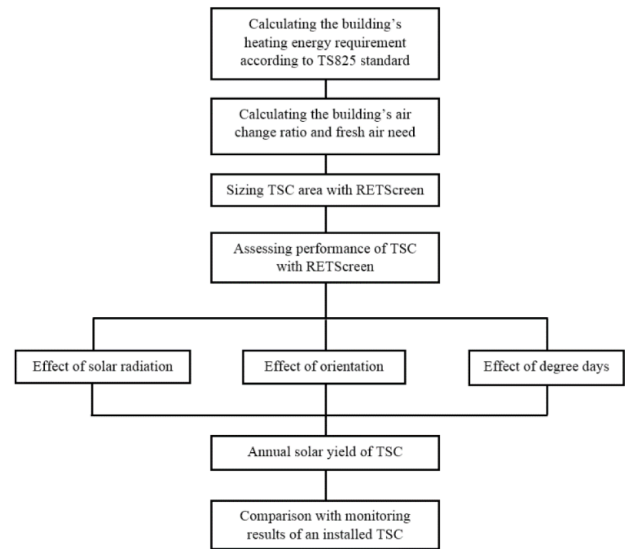 Calculating the building's
heating energy requirement
according to TS825 standard
Calculating the building's air
change ratio and fresh air need
Sizing TSC area with RETScreen
Assessing performance of TSC
with RETScreen
Effect of solar radiation
Effect of orientation
Effect of degree days
Annual solar yield of TSC
Comparison with monitoring
results of an installed TSC